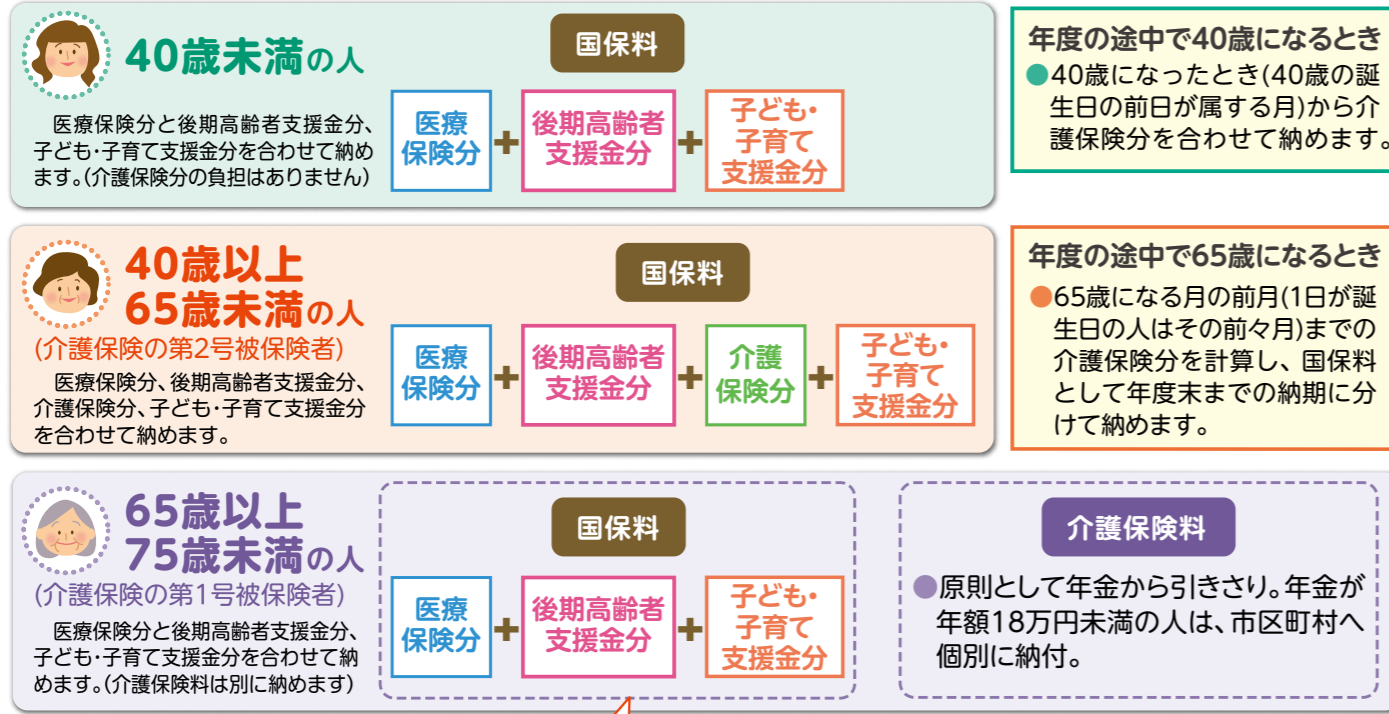 40歳未満の人
医療保険分と後期高齢者支援金分、
子ども・子育て支援金分を合わせて納め
ます。(介護保険分の負担はありません)
国保料
医療
保険分
+
後期高齢者
支援金分
+
子ども・
子育て
支援金分
年度の途中で40歳になるとき
●40歳になったとき(40歳の誕
生日の前日が属する月)から介
護保険分を合わせて納めます。
40歳以上
65歳未満の人
(介護保険の第2号被保険者)
医療保険分、後期高齢者支援金分、
介護保険分、子ども・子育て支援金分
を合わせて納めます。
国保料
医療
保険分
+
後期高齢者
支援金分
+
介護
保険分
+
子ども・
子育て
支援金分
年度の途中で65歳になるとき
●65歳になる月の前月(1日が誕
生日の人はその前々月)までの
介護保険分を計算し、国保料
として年度末までの納期に分
けて納めます。
65歳以上
75歳未満の人
(介護保険の第1号被保険者)
医療保険分と後期高齢者支援金分、
子ども・子育て支援金分を合わせて納
めます。(介護保険料は別に納めます)
国保料
医療
保険分
+
後期高齢者
支援金分
+
子ども・
子育て
支援金分
介護保険料
●原則として年金から引きさり。年金が
年額18万円未満の人は、市区町村へ
個別に納付。